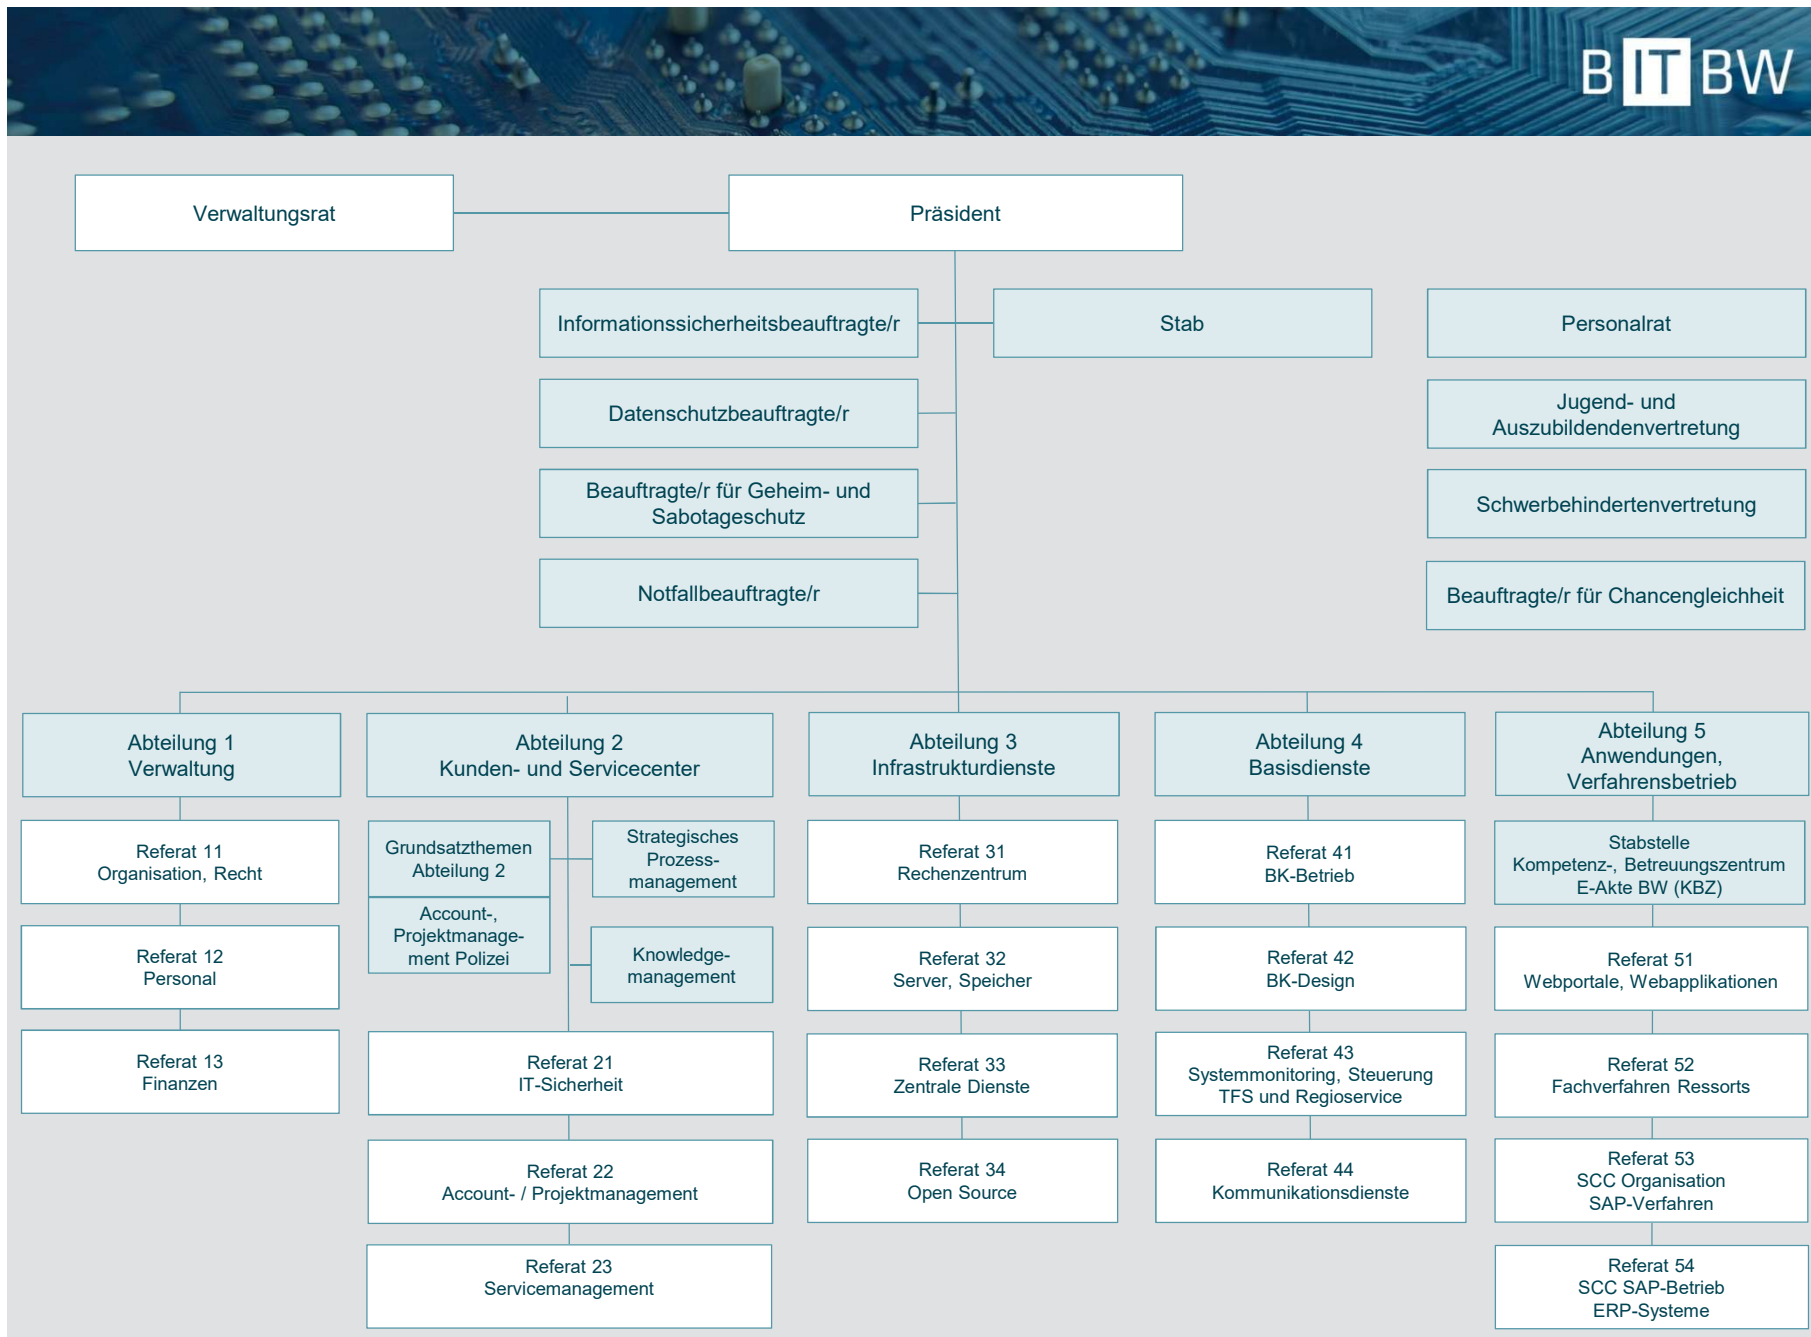 BITBW
Verwaltungsrat
Präsident
Informationssicherheitsbeauftragte/r
Stab
Personalrat
Datenschutzbeauftragte/r
Jugend- und
Auszubildendenvertretung
Beauftragte/r für Geheim- und
Sabotageschutz
Schwerbehindertenvertretung
Notfallbeauftragte/r
Beauftragte/r für Chancengleichheit
Abteilung 1
Verwaltung
Referat 11
Organisation, Recht
Referat 12
Personal
Referat 13
Finanzen
Abteilung 2
Kunden- und Servicecenter
Grundsatzthemen
Abteilung 2
Strategisches
Prozess-
management
Account-,
Projektmanage-
ment Polizei
Knowledge-
management
Referat 21
IT-Sicherheit
Referat 22
Account- / Projektmanagement
Referat 23
Servicemanagement
Abteilung 3
Infrastrukturdienste
Referat 31
Rechenzentrum
Referat 32
Server, Speicher
Referat 33
Zentrale Dienste
Referat 34
Open Source
Abteilung 4
Basisdienste
Referat 41
BK-Betrieb
Referat 42
BK-Design
Referat 43
Systemmonitoring, Steuerung
TFS und Regioservice
Referat 44
Kommunikationsdienste
Abteilung 5
Anwendungen,
Verfahrensbetrieb
Stabstelle
Kompetenz-, Betreuungszentrum
E-Akte BW (KBZ)
Referat 51
Webportale, Webapplikationen
Referat 52
Fachverfahren Ressorts
Referat 53
SCC Organisation
SAP-Verfahren
Referat 54
SCC SAP-Betrieb
ERP-Systeme